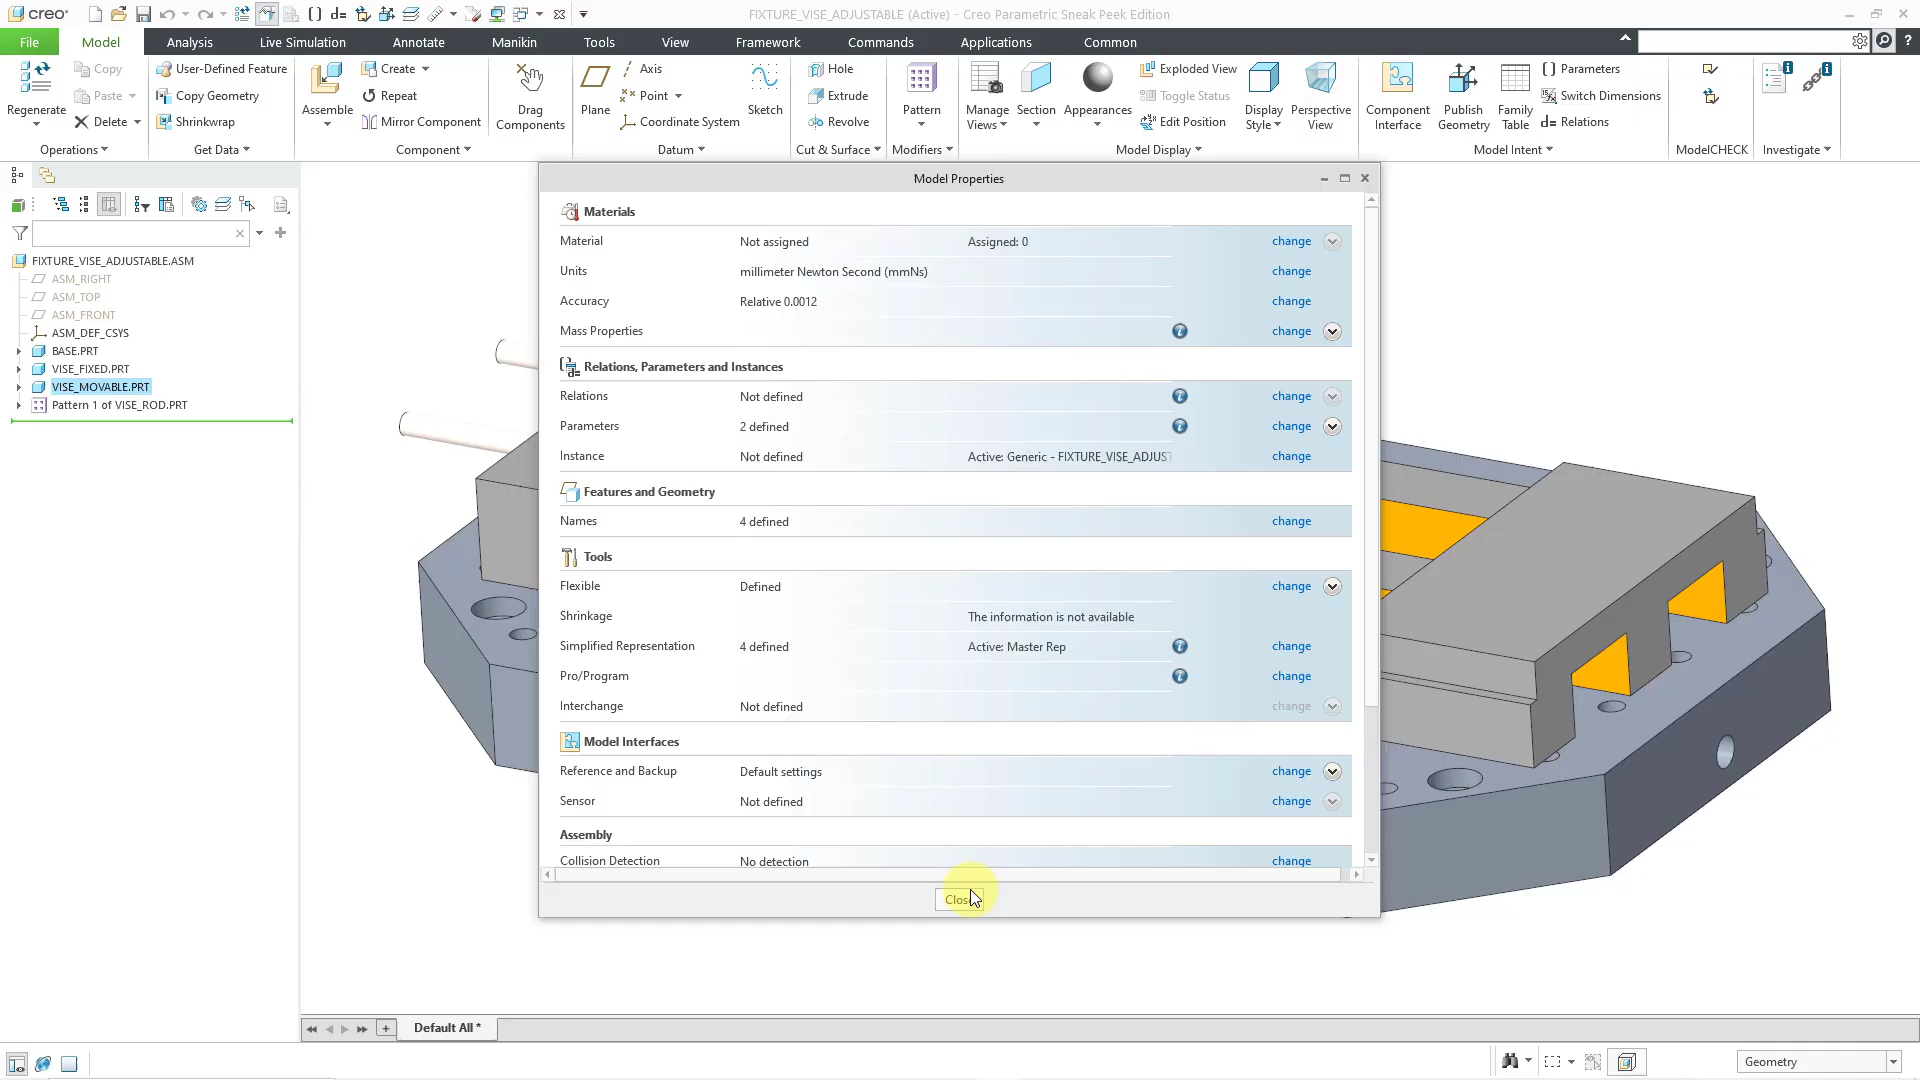 creo·
FIXTURE_VISE_ADJUSTABLE (Active) - Creo Parametric Sneak Peek Edition
File Model Analysis Live Simulation Annotate Manikin Tools View Framework Commands Applications Common
Regenerate
Copy
Paste
Delete
Operations
User-Defined Feature
Copy Geometry
Shrinkwrap
Get Data
Assemble
Create
Repeat
Mirror Component
Component
Drag
Components
Plane
Axis
Point
Coordinate System
Sketch
Datum
Hole
Extrude
Revolve
Cut & Surface
Pattern
Modifiers
Manage
Views
Section
Appearances
Exploded View
Toggle Status
Edit Position
Display
Style
Perspective
View
Model Display
Component
Interface
Publish
Geometry
Family
Table
Parameters
Switch Dimensions
d= Relations
Model Intent
ModelCHECK
Investigate
FIXTURE_VISE_ADJUSTABLE.ASM
ASM_RIGHT
ASM_TOP
ASM_FRONT
ASM_DEF_CSYS
BASE.PRT
VISE_FIXED.PRT
VISE_MOVABLE.PRT
Pattern 1 of VISE_ROD.PRT
Model Properties
Materials
Material Not assigned Assigned: 0 change
Units millimeter Newton Second (mmNs) change
Accuracy Relative 0.0012 change
Mass Properties change
Relations, Parameters and Instances
Relations Not defined change
Parameters 2 defined change
Instance Not defined Active: Generic - FIXTURE_VISE_ADJUST change
Features and Geometry
Names 4 defined change
Tools
Flexible Defined change
Shrinkage The information is not available
Simplified Representation 4 defined Active: Master Rep change
Pro/Program change
Interchange Not defined change
Model Interfaces
Reference and Backup Default settings change
Sensor Not defined change
Assembly
Collision Detection No detection change
Default All *
Geometry